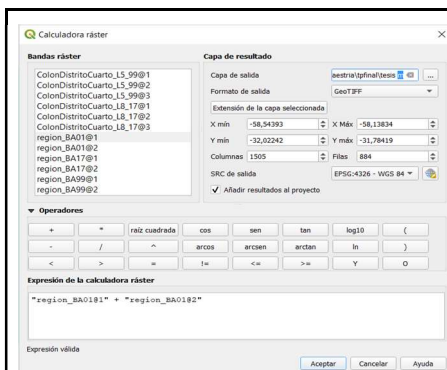 Calculadora ráster
Bandas ráster
ColonDistritoCuarto_L5_99@1
ColonDistritoCuarto_L5_99@2
ColonDistritoCuarto_L5_99@3
ColonDistritoCuarto_L8_17@1
ColonDistritoCuarto_L8_17@2
ColonDistritoCuarto_L8_17@3
region_BA01@1
region_BA01@2
region_BA17@1
region_BA17@2
region_BA99@1
region_BA99@2
Capa de resultado
Capa de salida aestria\tpfinal\tesis ...
Formato de salida GeoTIFF
Extensión de la capa seleccionada
X mín -58,54393 X Máx -58,13834
Y mín -32,02242 Y máx -31,78419
Columnas 1505 Filas 884
SRC de salida EPSG:4326 - WGS 84
Añadir resultados al proyecto
Operadores
+ * raíz cuadrada cos sen tan log10 (
- / ^ arcos arcsen arctan ln )
< > = != <= >= Y O
Expresión de la calculadora ráster
"region_BA01@1" + "region_BA01@2"
Expresión válida
Aceptar Cancelar Ayuda